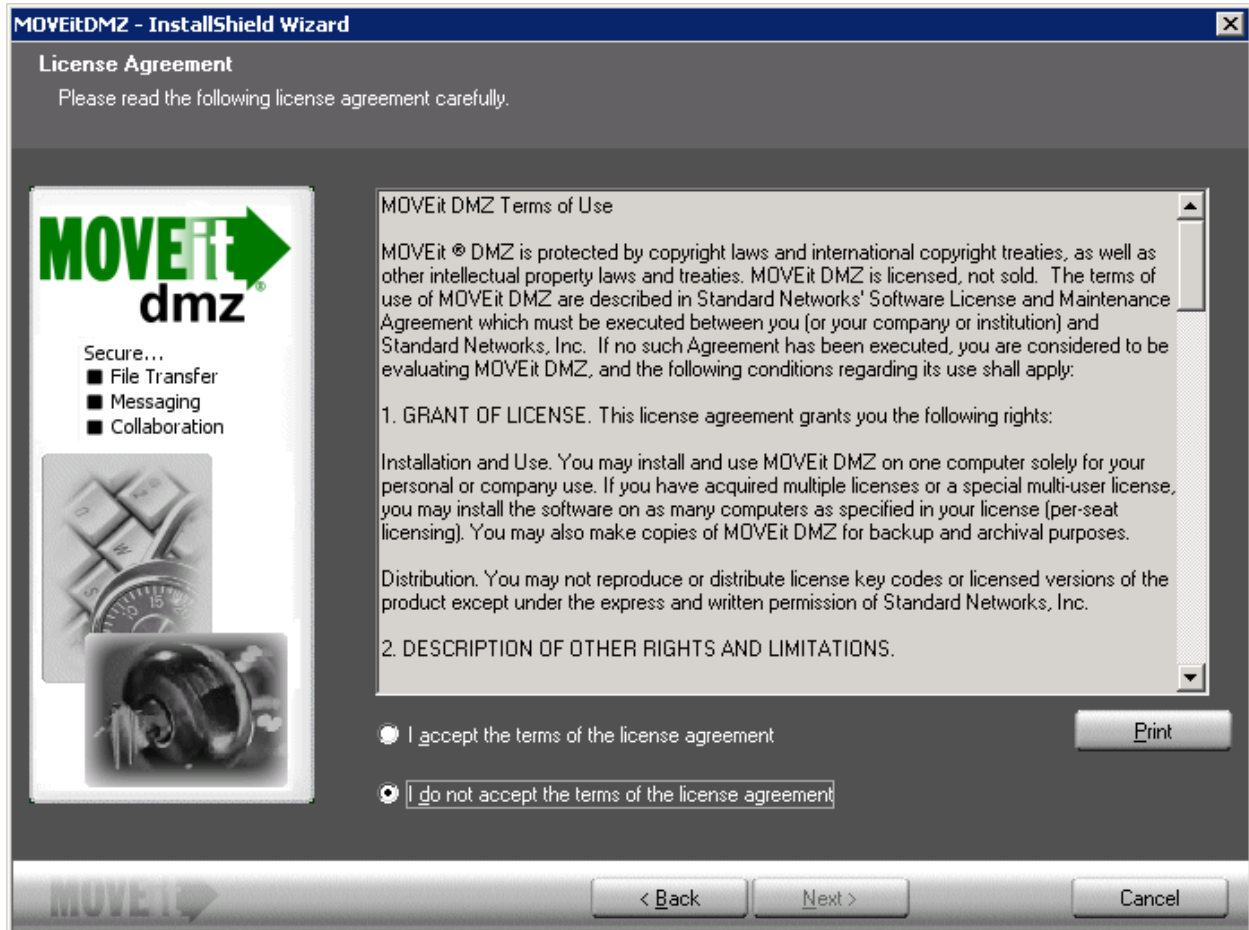 MOVEitDMZ - InstallShield Wizard
License Agreement
Please read the following license agreement carefully.
MOVEit
dmz®
Secure...
■ File Transfer
■ Messaging
■ Collaboration
MOVEit DMZ Terms of Use
MOVEit ® DMZ is protected by copyright laws and international copyright treaties, as well as
other intellectual property laws and treaties. MOVEit DMZ is licensed, not sold.  The terms of
use of MOVEit DMZ are described in Standard Networks' Software License and Maintenance
Agreement which must be executed between you (or your company or institution) and
Standard Networks, Inc.  If no such Agreement has been executed, you are considered to be
evaluating MOVEit DMZ, and the following conditions regarding its use shall apply:
1. GRANT OF LICENSE. This license agreement grants you the following rights:
Installation and Use. You may install and use MOVEit DMZ on one computer solely for your
personal or company use. If you have acquired multiple licenses or a special multi-user license,
you may install the software on as many computers as specified in your license (per-seat
licensing). You may also make copies of MOVEit DMZ for backup and archival purposes.
Distribution. You may not reproduce or distribute license key codes or licensed versions of the
product except under the express and written permission of Standard Networks, Inc.
2. DESCRIPTION OF OTHER RIGHTS AND LIMITATIONS.
I accept the terms of the license agreement
Print
I do not accept the terms of the license agreement
MOVEit
< Back
Next >
Cancel